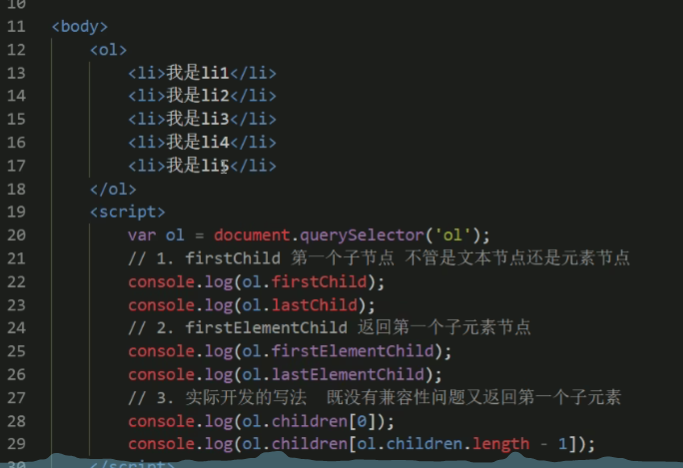 10
11 <body>
12 <ol>
13 <li>我是li1</li>
14 <li>我是li2</li>
15 <li>我是li3</li>
16 <li>我是li4</li>
17 <li>我是li5</li>
18 </ol>
19 <script>
20 var ol = document.querySelector('ol');
21 // 1. firstChild 第一个子节点 不管是文本节点还是元素节点
22 console.log(ol.firstChild);
23 console.log(ol.lastChild);
24 // 2. firstElementChild 返回第一个子元素节点
25 console.log(ol.firstElementChild);
26 console.log(ol.lastElementChild);
27 // 3. 实际开发的写法 既没有兼容性问题又返回第一个子元素
28 console.log(ol.children[0]);
29 console.log(ol.children[ol.children.length - 1]);
30 </script>